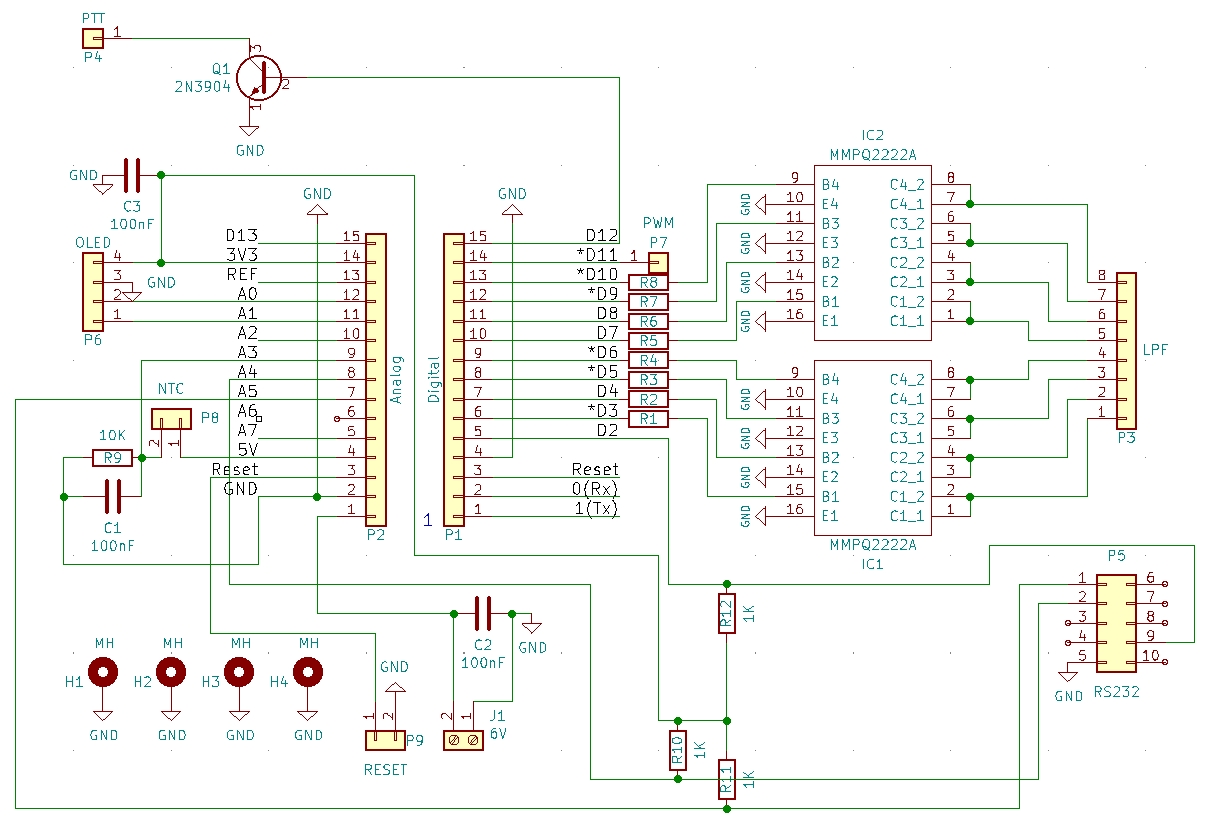 PTT
1
P4
Q1
2N3904
3
2
1
GND
GND
C3
100nF
OLED
4
3
2
1
P6
GND
GND
D13
3V3
REF
A0
A1
A2
A3
A4
A5
A6
A7
5V
Reset
GND
15
14
13
12
11
10
9
8
7
6
5
4
3
2
1
Analog
P2
NTC
P8
2
1
10K
R9
C1
100nF
GND
15
14
13
12
11
10
9
8
7
6
5
4
3
2
1
Digital
1
P1
D12
*D11
*D10
*D9
D8
D7
*D6
*D5
D4
*D3
D2
Reset
0(Rx)
1(Tx)
PWM
P7
1
R8
R7
R6
R5
R4
R3
R2
R1
IC2
MMPQ2222A
9 B4 C4_2 8
GND 10 E4 C4_1 7
11 B3 C3_2 6
GND 12 E3 C3_1 5
13 B2 C2_2 4
GND 14 E2 C2_1 3
15 B1 C1_2 2
GND 16 E1 C1_1 1
9 B4 C4_2 8
GND 10 E4 C4_1 7
11 B3 C3_2 6
GND 12 E3 C3_1 5
13 B2 C2_2 4
GND 14 E2 C2_1 3
15 B1 C1_2 2
GND 16 E1 C1_1 1
MMPQ2222A
IC1
8
7
6
5
4
3
2
1
LPF
P3
P5
1 6
2 7
3 8
4 9
5 10
GND
RS232
R12
1K
R10
1K
R11
1K
C2
100nF
GND
2
1
J1
6V
GND
1
2
P9
RESET
MH
H1
GND
MH
H2
GND
MH
H3
GND
MH
H4
GND